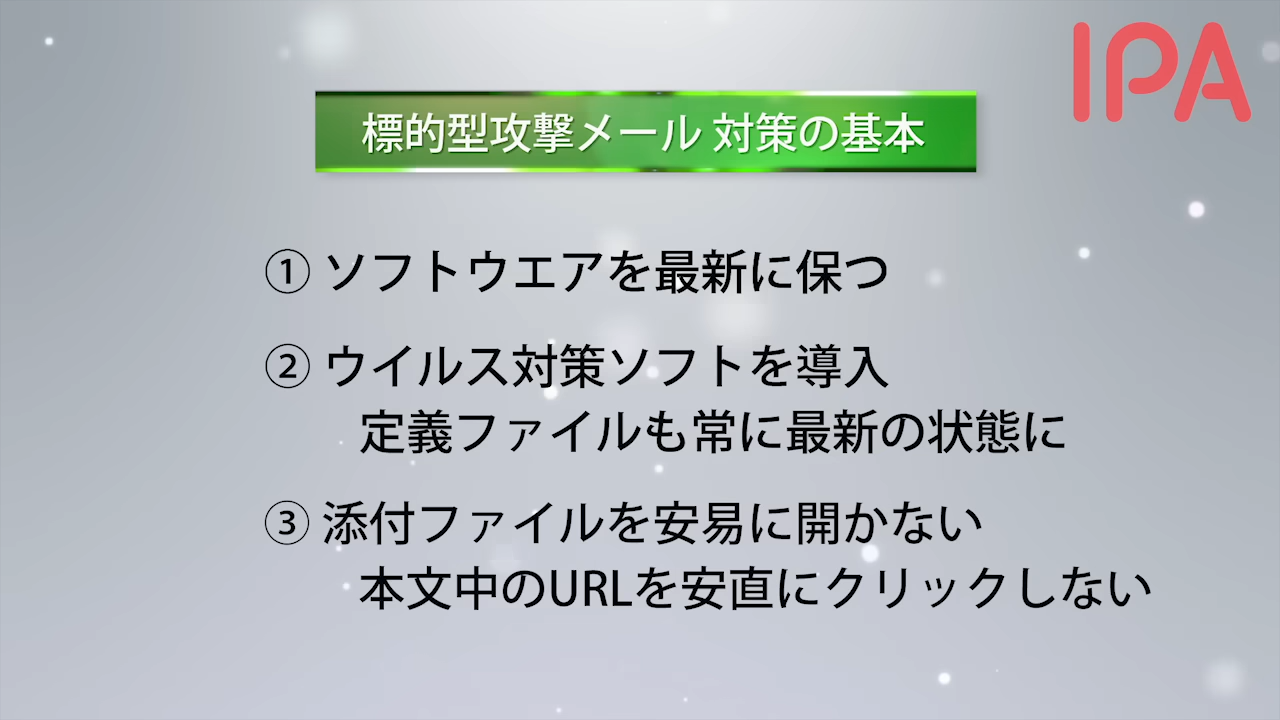 IPA
標的型攻撃メール 対策の基本
① ソフトウエアを最新に保つ
② ウイルス対策ソフトを導入
定義ファイルも常に最新の状態に
③ 添付ファイルを安易に開かない
本文中のURLを安直にクリックしない